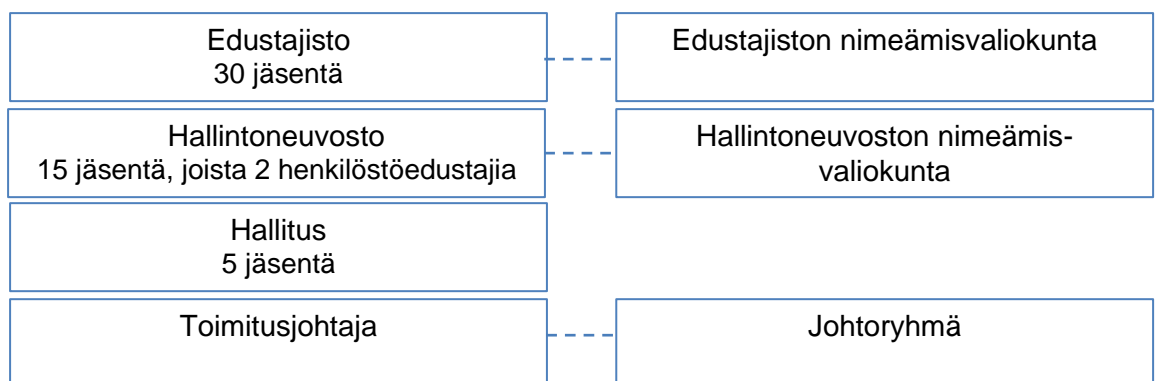 Edustajisto
30 jäsentä
Edustajiston nimeämisvaliokunta
Hallintoneuvosto
15 jäsentä, joista 2 henkilöstöedustajia
Hallintoneuvoston nimeämis-
valiokunta
Hallitus
5 jäsentä
Toimitusjohtaja
Johtoryhmä